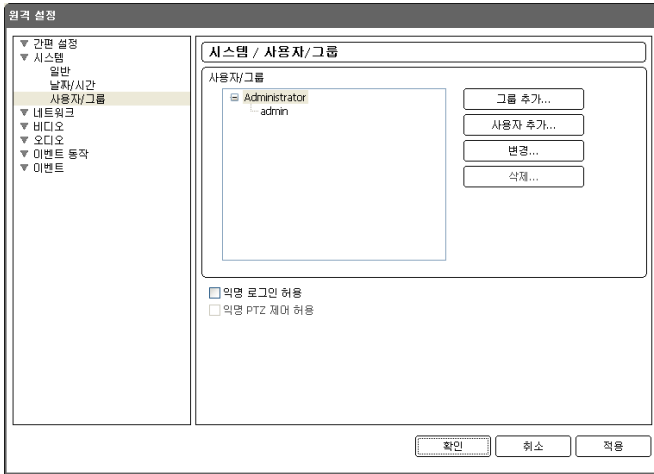 원격 설정
간편 설정
시스템
일반
날짜/시간
사용자/그룹
네트워크
비디오
오디오
이벤트 동작
이벤트
시스템 / 사용자/그룹
사용자/그룹
Administrator
admin
그룹 추가...
사용자 추가...
변경...
삭제...
익명 로그인 허용
익명 PTZ 제어 허용
확인
취소
적용